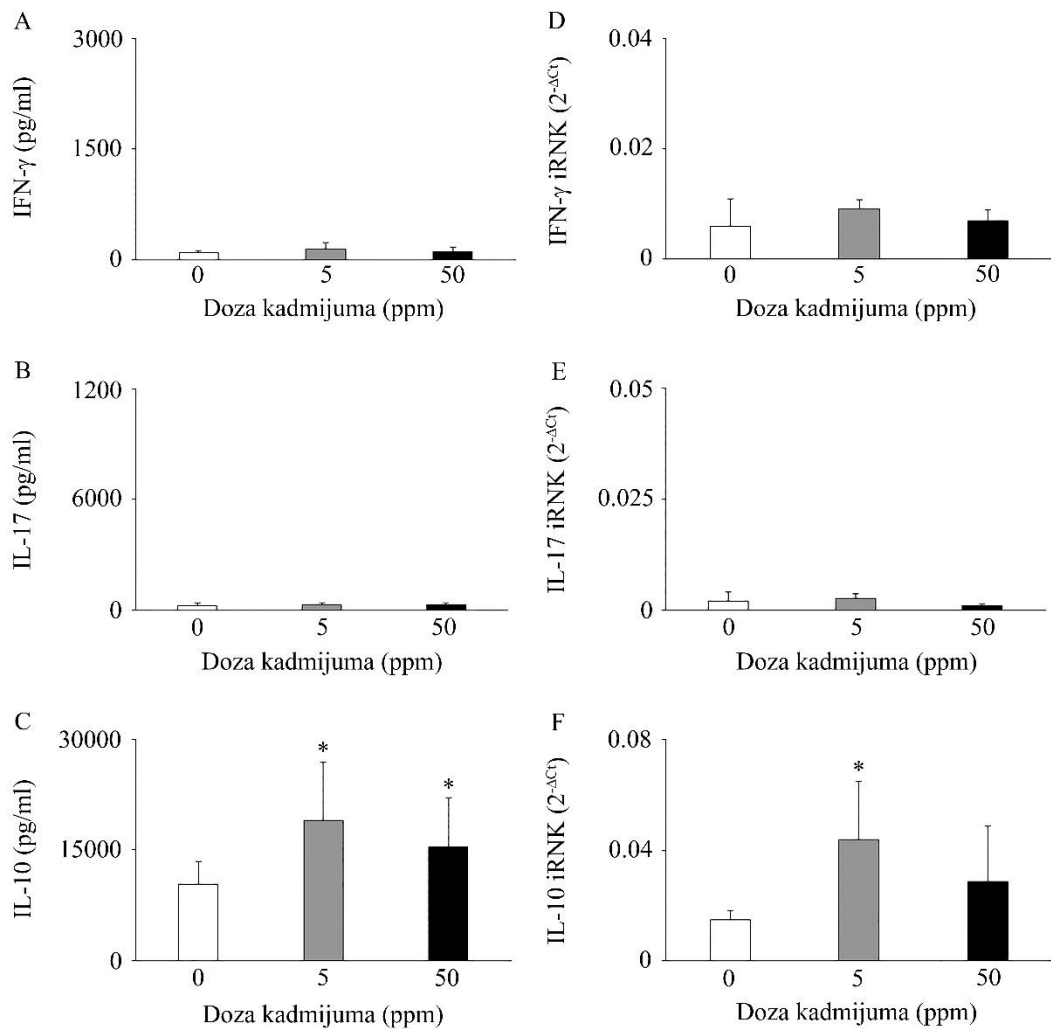 A
IFN-γ (pg/ml)
3000
1500
0
0 5 50
Doza kadmijuma (ppm)
D
IFN-γ iRNK (2^-ΔCt)
0.04
0.02
0
0 5 50
Doza kadmijuma (ppm)
B
IL-17 (pg/ml)
1200
6000
0
0 5 50
Doza kadmijuma (ppm)
E
IL-17 iRNK (2^-ΔCt)
0.05
0.025
0
0 5 50
Doza kadmijuma (ppm)
C
IL-10 (pg/ml)
30000
15000
0
* *
0 5 50
Doza kadmijuma (ppm)
F
IL-10 iRNK (2^-ΔCt)
0.08
0.04
0
*
0 5 50
Doza kadmijuma (ppm)